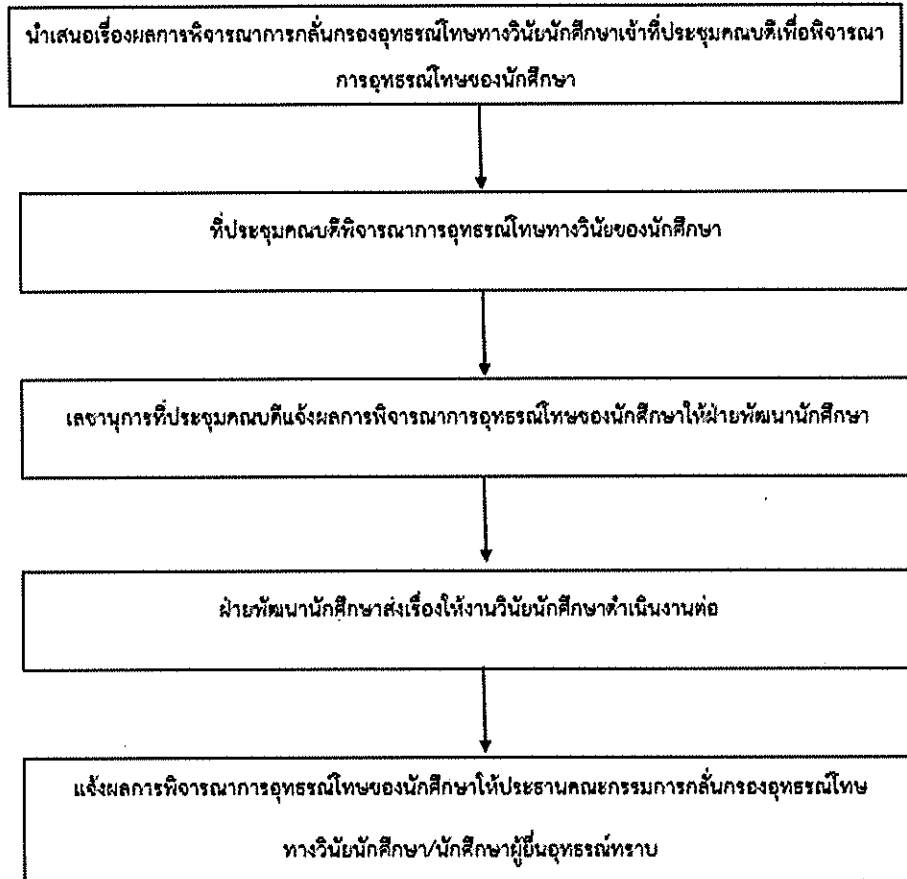 นำเสนอเรื่องผลการพิจารณาการกลั่นกรองอุทธรณ์โทษทางวินัยนักศึกษาเข้าที่ประชุมคณบดีเพื่อพิจารณา
การอุทธรณ์โทษของนักศึกษา
ที่ประชุมคณบดีพิจารณาการอุทธรณ์โทษทางวินัยของนักศึกษา
เลขานุการที่ประชุมคณบดีแจ้งผลการพิจารณาการอุทธรณ์โทษของนักศึกษาให้ฝ่ายพัฒนานักศึกษา
ฝ่ายพัฒนานักศึกษาส่งเรื่องให้งานวินัยนักศึกษาดำเนินงานต่อ
แจ้งผลการพิจารณาการอุทธรณ์โทษของนักศึกษาให้ประธานคณะกรรมการกลั่นกรองอุทธรณ์โทษ
ทางวินัยนักศึกษา/นักศึกษาผู้ยื่นอุทธรณ์ทราบ